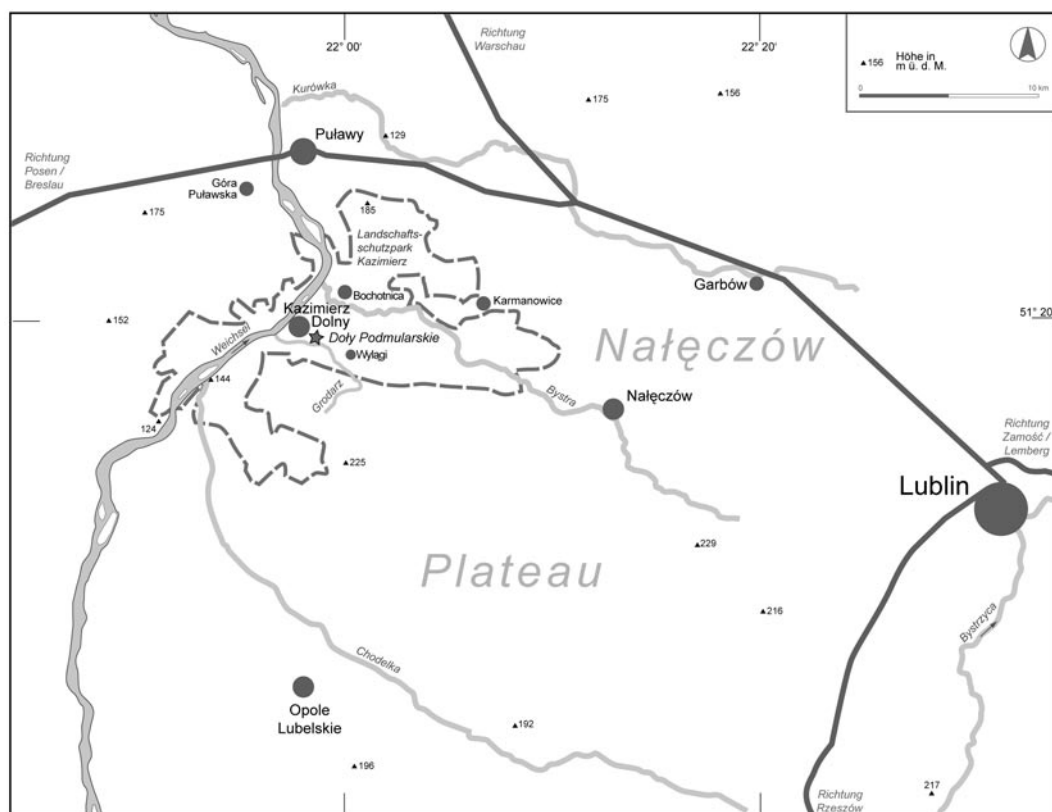 22° 00'
22° 20'
Richtung
Warschau
▲156
Höhe in
m ü. d. M.
0
10 km
Kurówka
▲175
▲156
Puławy
▲129
Richtung
Posen /
Breslau
Góra
Puławska
▲175
▲185
Landschafts-
schutzpark
Kazimierz
Bochotnica
Karmanowice
Garbów
Kazimierz
Dolny
Doły Podmularskie
▲152
51° 20'
Weichsel
Wylągi
Nałęczów
▲144
Grodarz
Bystra
Nałęczów
124▲
▲225
Richtung
Zamość /
Lemberg
Lublin
▲229
Plateau
▲216
Bystrzyca
Chodelka
Opole
Lubelskie
▲192
▲196
Richtung
Rzeszów
▲217